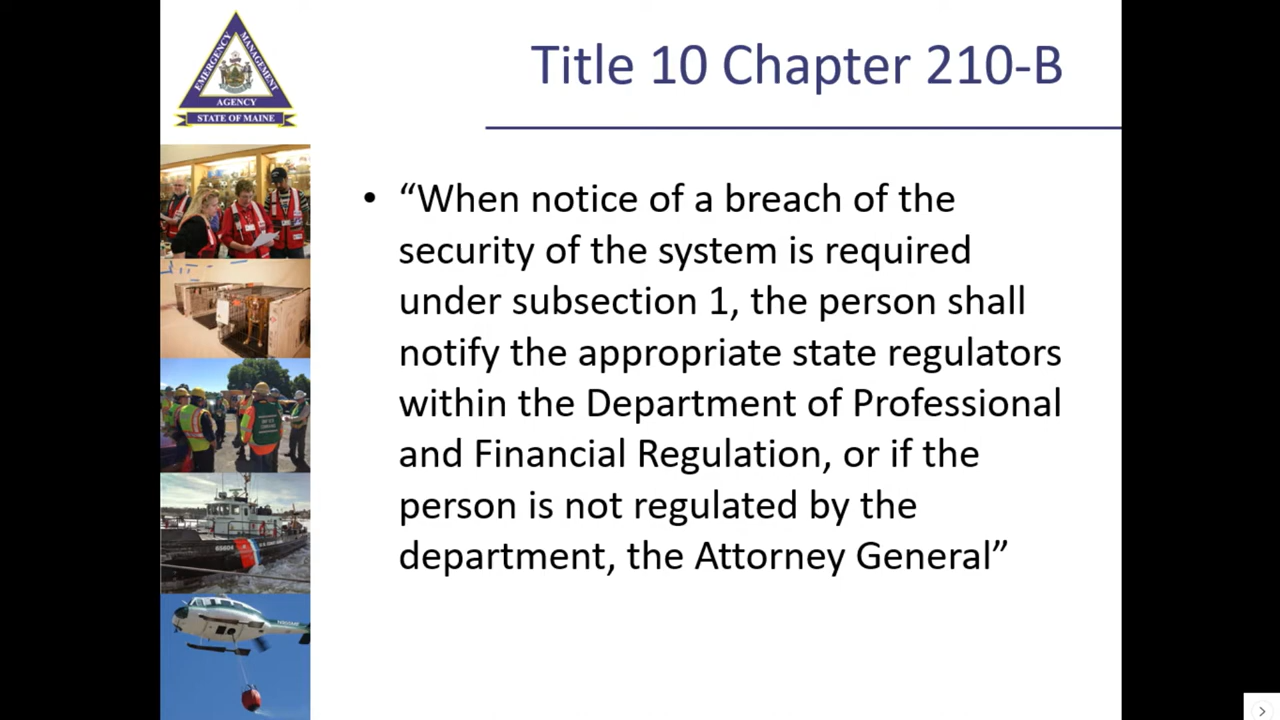 EMERGENCY MANAGEMENT
AGENCY
STATE OF MAINE
Title 10 Chapter 210-B
• “When notice of a breach of the
security of the system is required
under subsection 1, the person shall
notify the appropriate state regulators
within the Department of Professional
and Financial Regulation, or if the
person is not regulated by the
department, the Attorney General”